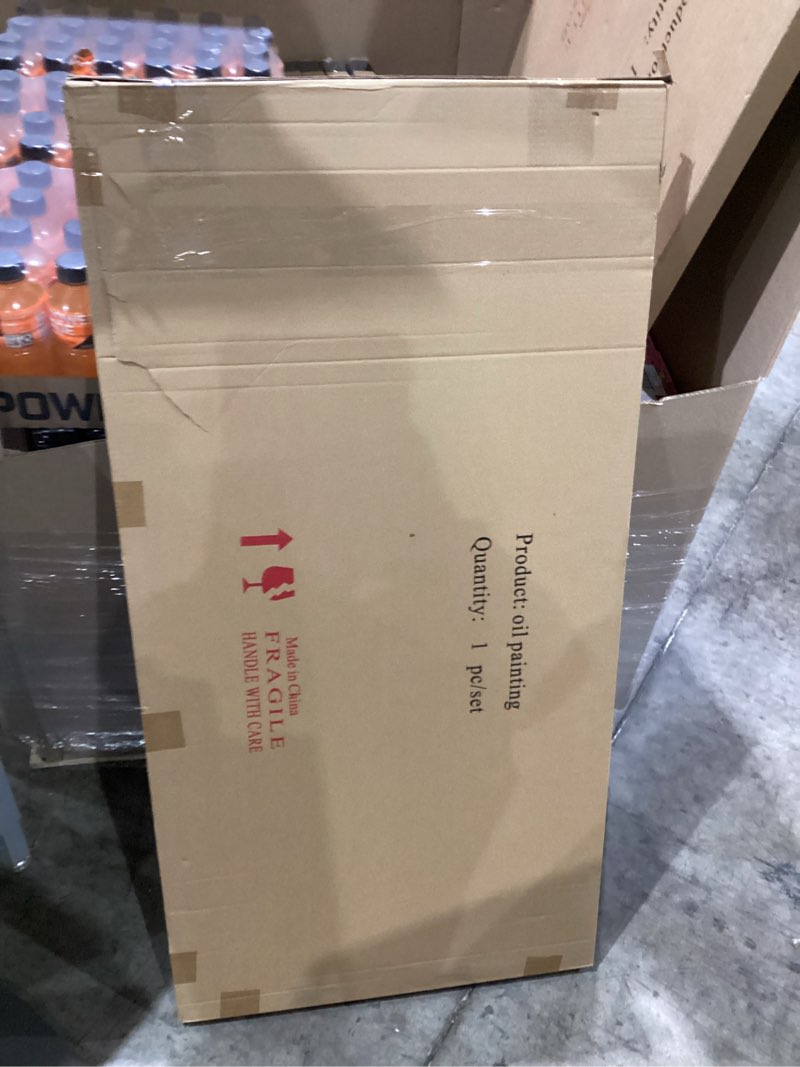 Product: oil painting
Quantity: 1 pc/set
Made in China
FRAGILE
HANDLE WITH CARE
POW